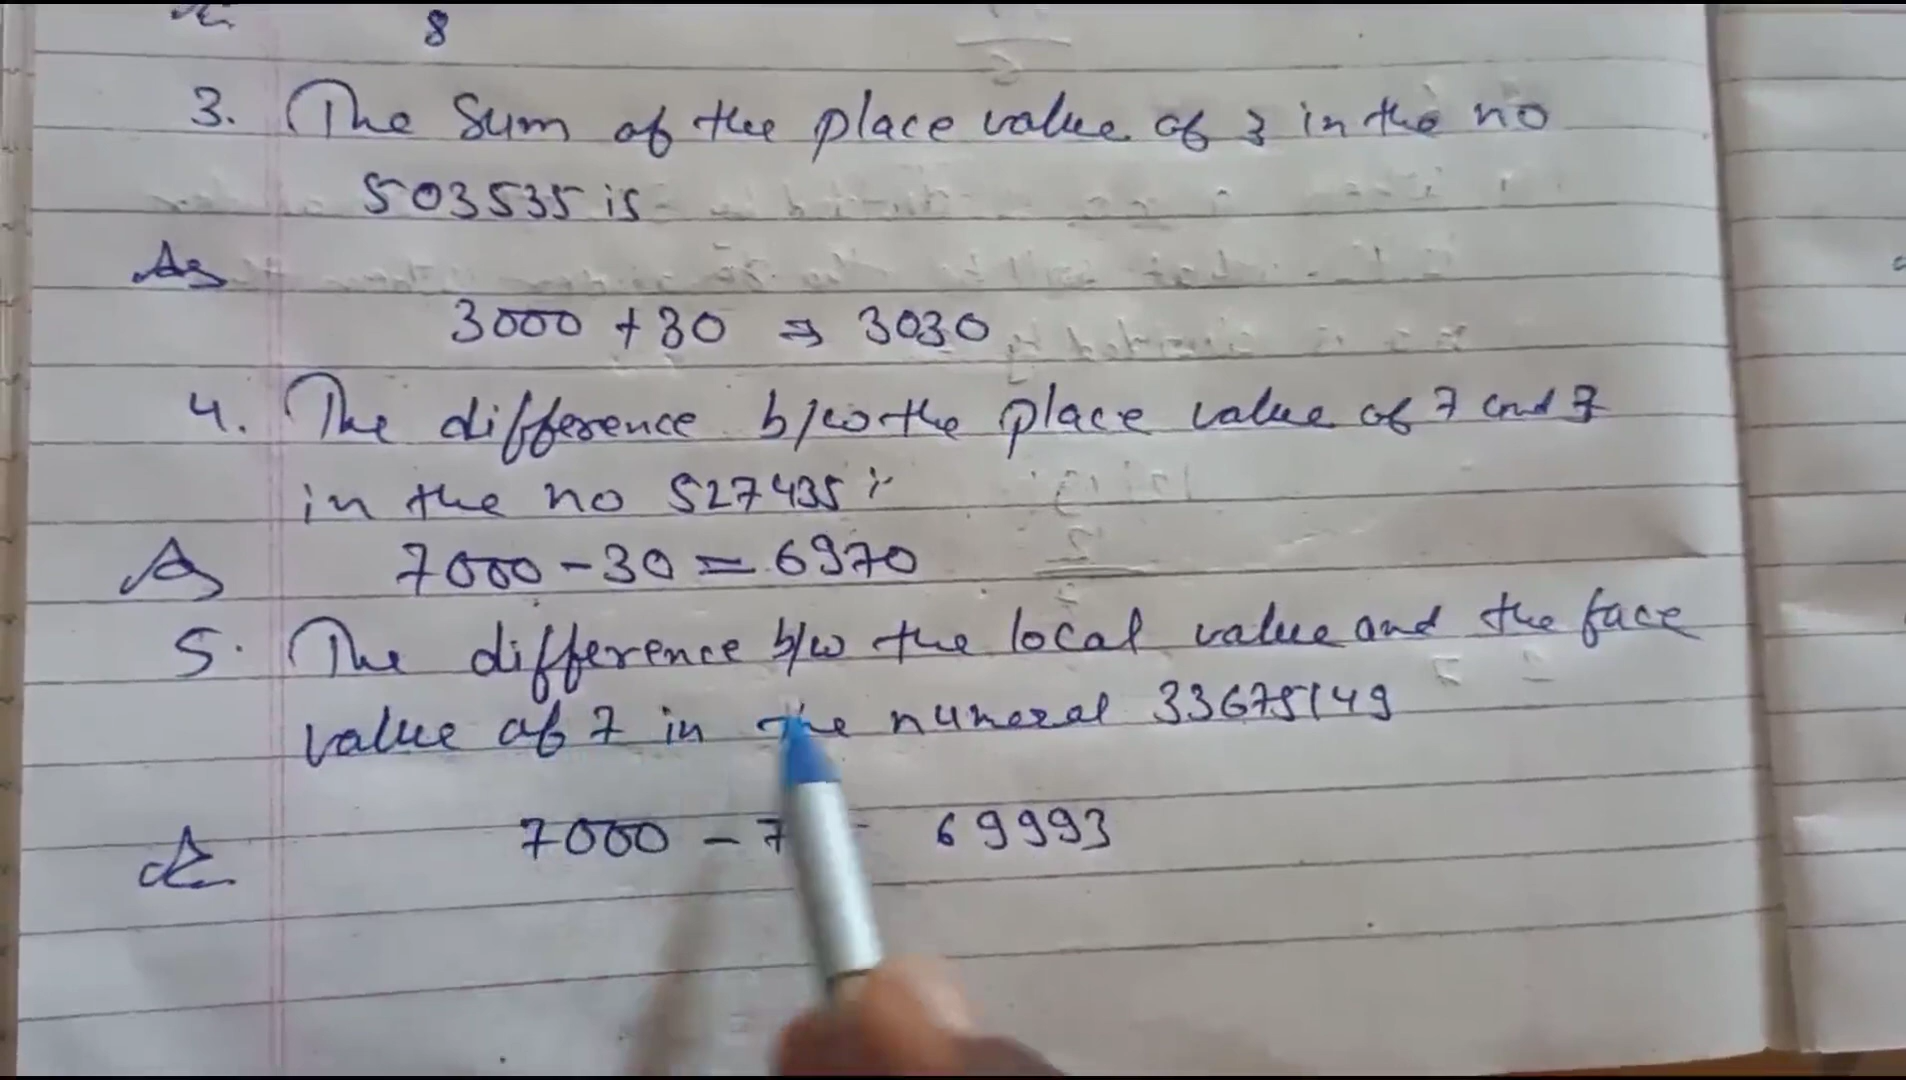 8
3. The Sum of the place value of 3 in the no
503535 is
As
3000 + 30 ⇒ 3030
4. The difference b/w the place value of 7 and 3
in the no 527435 :-
As 7000 - 30 = 6970
5. The difference b/w the local value and the face
value of 7 in the numeral 33675149
7000 - 7 69993